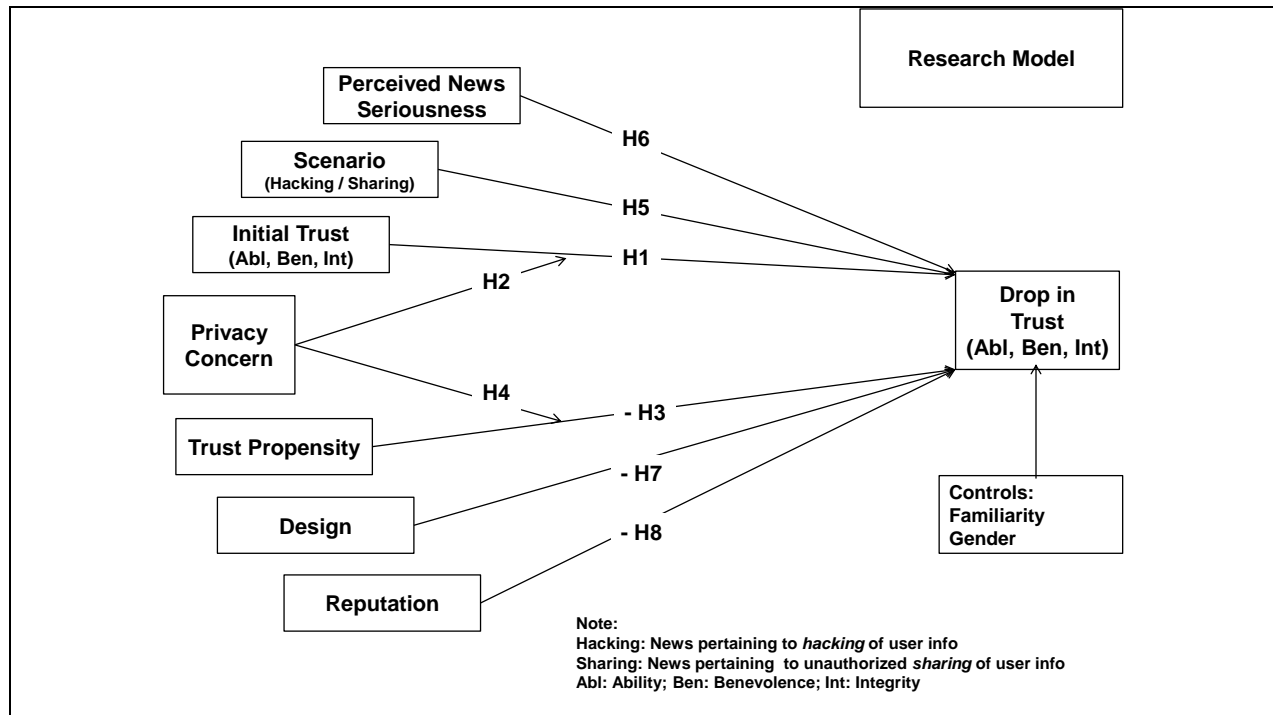 Research Model
Perceived News
Seriousness
H6
Scenario
(Hacking / Sharing)
H5
Initial Trust
(Abl, Ben, Int)
H1
H2
Privacy
Concern
Drop in
Trust
(Abl, Ben, Int)
H4
- H3
Trust Propensity
- H7
Design
- H8
Controls:
Familiarity
Gender
Reputation
Note:
Hacking: News pertaining to hacking of user info
Sharing: News pertaining to unauthorized sharing of user info
Abl: Ability; Ben: Benevolence; Int: Integrity